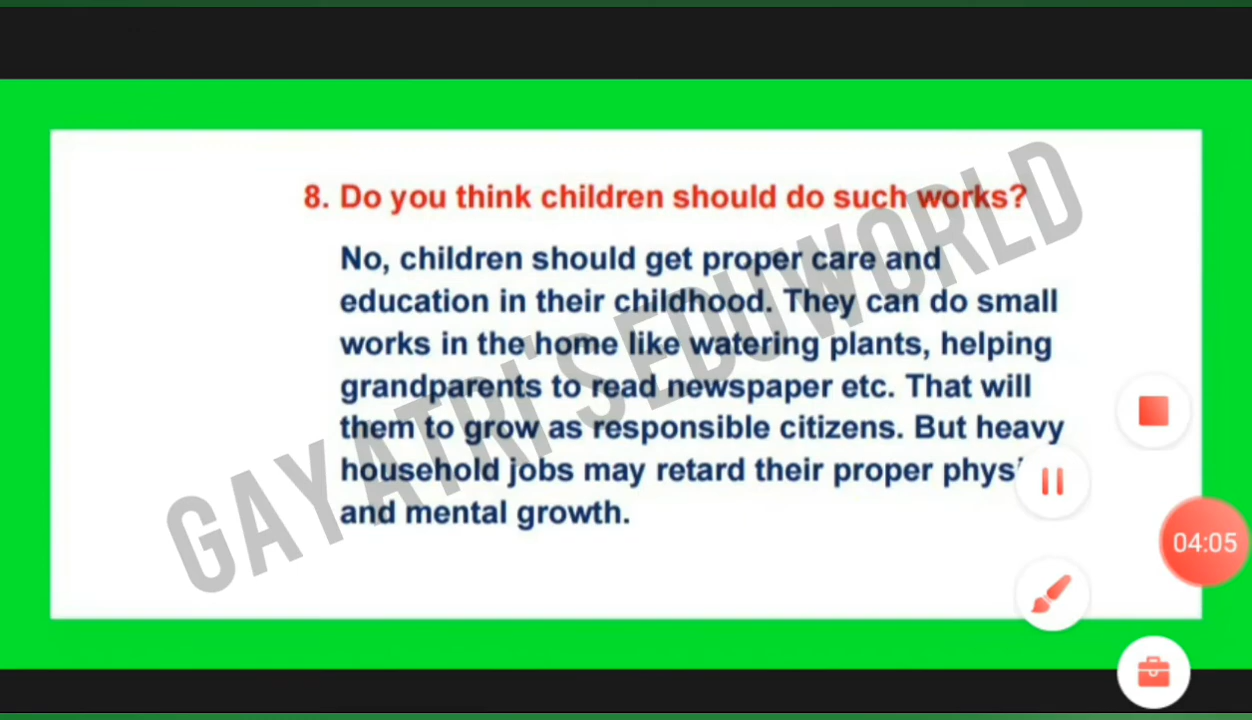 8. Do you think children should do such works?
No, children should get proper care and
education in their childhood. They can do small
works in the home like watering plants, helping
grandparents to read newspaper etc. That will
them to grow as responsible citizens. But heavy
household jobs may retard their proper
and mental growth.
GAYATRI'S EDUWORLD
04:05